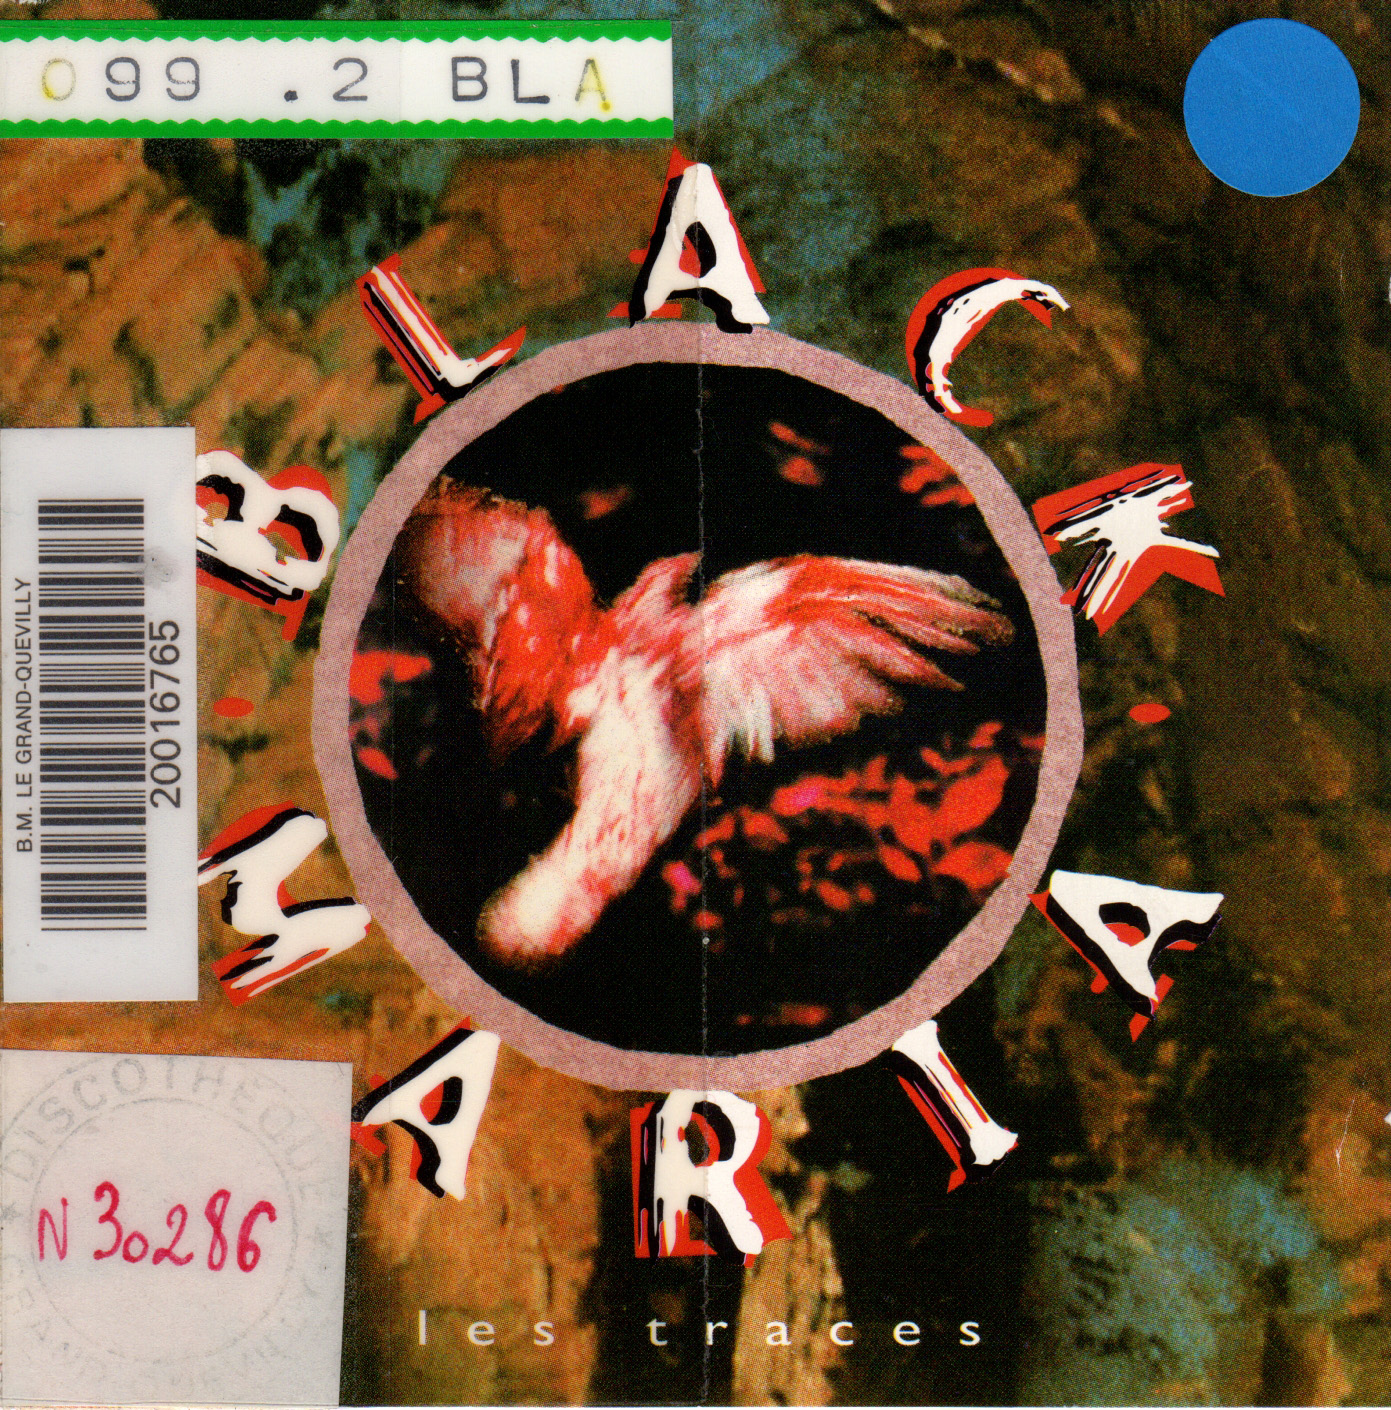 099 .2 BLA
BLACK
MARIA
B.M. LE GRAND-QUEVILLY
20016765
DISCOTHEQUE
N 30286
les traces